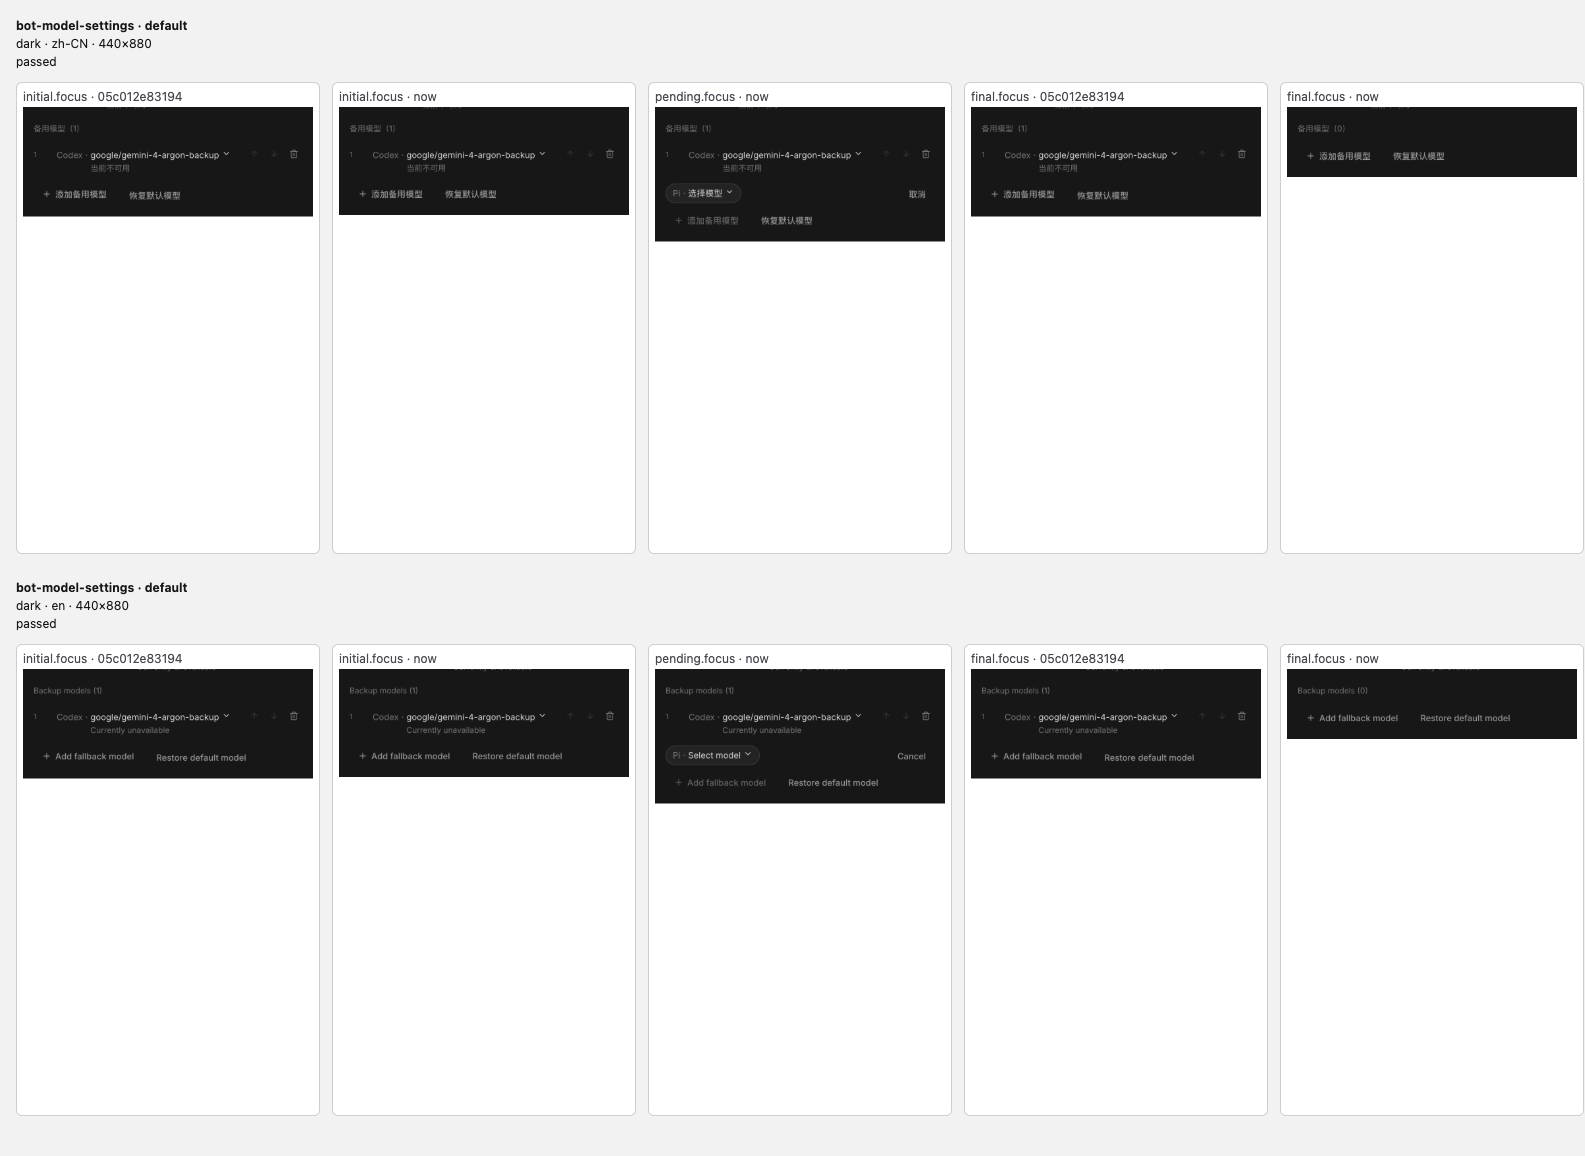 bot-model-settings · default
dark · zh-CN · 440×880
passed
initial.focus · 05c012e83194
备用模型 (1)
1 Codex · google/gemini-4-argon-backup
当前不可用
+ 添加备用模型 恢复默认模型
initial.focus · now
备用模型 (1)
1 Codex · google/gemini-4-argon-backup
当前不可用
+ 添加备用模型 恢复默认模型
pending.focus · now
备用模型 (1)
1 Codex · google/gemini-4-argon-backup
当前不可用
Pi · 选择模型 取消
+ 添加备用模型 恢复默认模型
final.focus · 05c012e83194
备用模型 (1)
1 Codex · google/gemini-4-argon-backup
当前不可用
+ 添加备用模型 恢复默认模型
final.focus · now
备用模型 (0)
+ 添加备用模型 恢复默认模型
bot-model-settings · default
dark · en · 440×880
passed
initial.focus · 05c012e83194
Backup models (1)
1 Codex · google/gemini-4-argon-backup
Currently unavailable
+ Add fallback model Restore default model
initial.focus · now
Backup models (1)
1 Codex · google/gemini-4-argon-backup
Currently unavailable
+ Add fallback model Restore default model
pending.focus · now
Backup models (1)
1 Codex · google/gemini-4-argon-backup
Currently unavailable
Pi · Select model Cancel
+ Add fallback model Restore default model
final.focus · 05c012e83194
Backup models (1)
1 Codex · google/gemini-4-argon-backup
Currently unavailable
+ Add fallback model Restore default model
final.focus · now
Backup models (0)
+ Add fallback model Restore default model